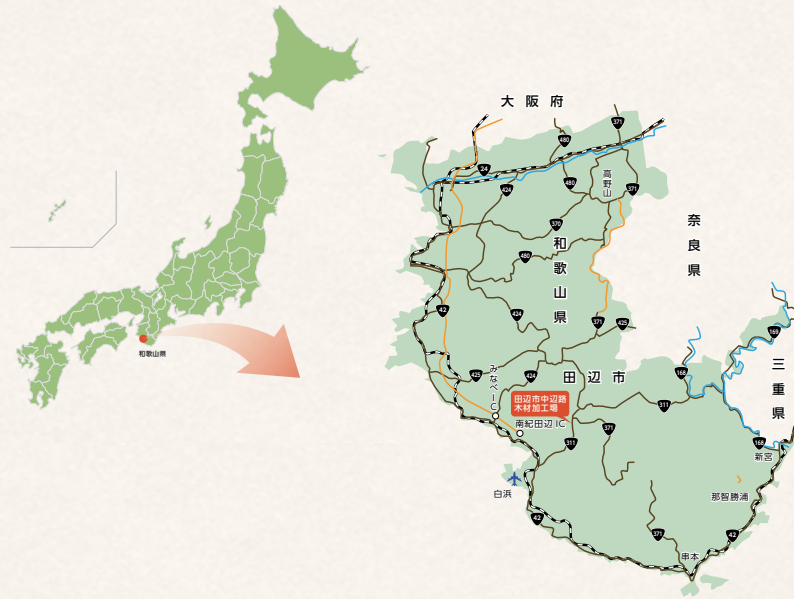 和歌山県
大阪府
371
480
24
424
480
高野山
371
奈良県
370
和歌山県
480
42
424
371
425
169
三重県
168
みなべIC
425
424
田辺市
田辺市中辺路
木材加工場
311
南紀田辺IC
371
311
168
新宮
白浜
那智勝浦
42
371
42
串本